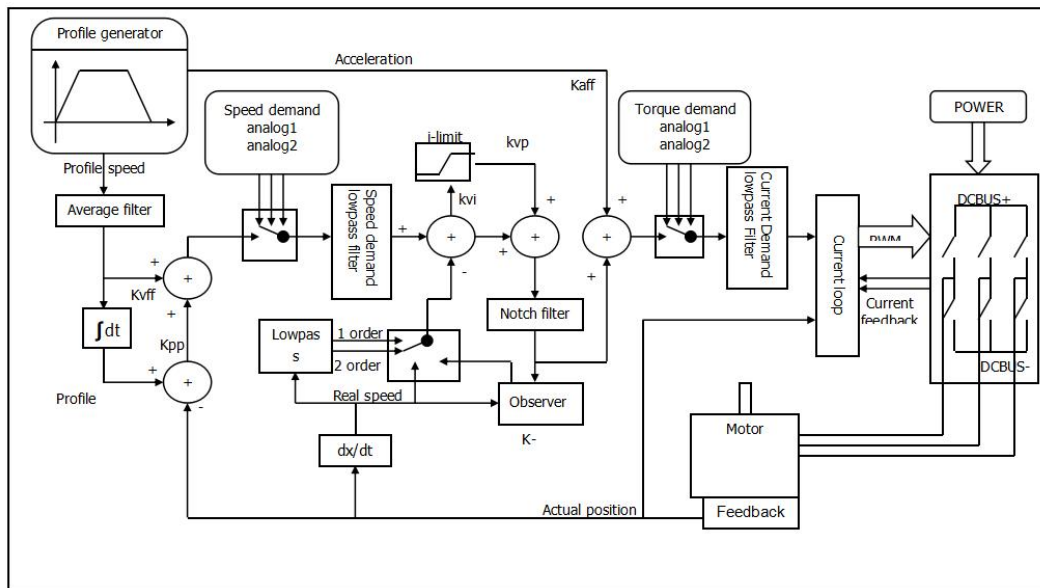 Profile generator
Acceleration
Kaff
Speed demand
analog1
analog2
Torque demand
analog1
analog2
POWER
i-limit
kvp
Profile speed
Average filter
kvi
+
+
DCBUS+
Speed demand
lowpass filter
Current Demand
lowpass Filter
Current loop
PWM
+
+
+
+
+
+
-
+
+
Kvff
+
∫dt
Kpp
Current
feedback
Notch filter
Lowpas
s
1 order
2 order
+
+
-
Profile
Real speed
Observer
K-
DCBUS-
Motor
dx/dt
Actual position
Feedback